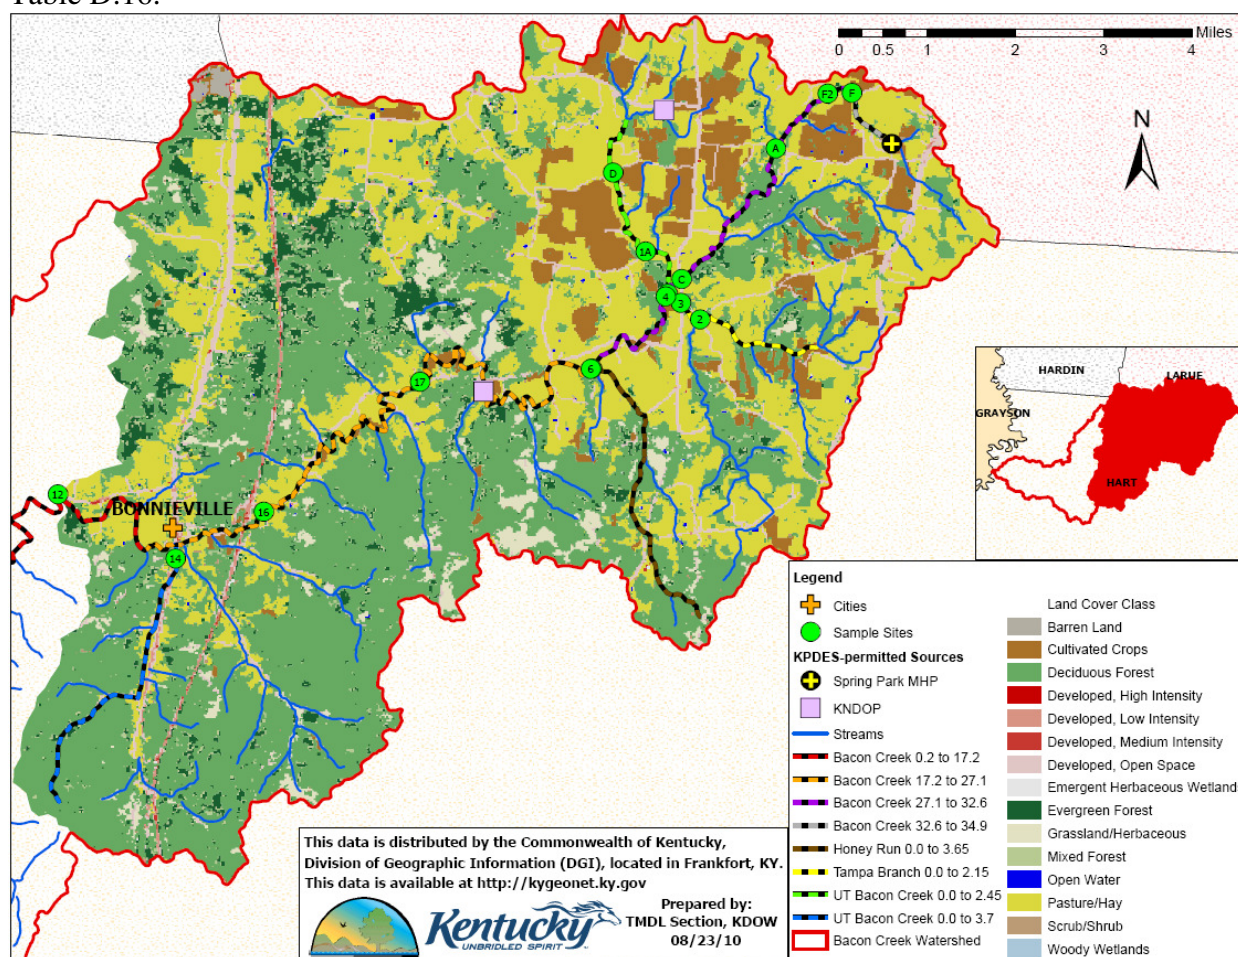 Table D.16.
Miles
0 0.5 1 2 3 4
N
F2
F
A
D
1A
C
4
3
2
6
17
12
BONNIEVILLE
16
14
HARDIN
LARUE
GRAYSON
HART
Legend
Cities
Sample Sites
KPDES-permitted Sources
Spring Park MHP
KNDOP
Streams
Bacon Creek 0.2 to 17.2
Bacon Creek 17.2 to 27.1
Bacon Creek 27.1 to 32.6
Bacon Creek 32.6 to 34.9
Honey Run 0.0 to 3.65
Tampa Branch 0.0 to 2.15
UT Bacon Creek 0.0 to 2.45
UT Bacon Creek 0.0 to 3.7
Bacon Creek Watershed
Land Cover Class
Barren Land
Cultivated Crops
Deciduous Forest
Developed, High Intensity
Developed, Low Intensity
Developed, Medium Intensity
Developed, Open Space
Emergent Herbaceous Wetlands
Evergreen Forest
Grassland/Herbaceous
Mixed Forest
Open Water
Pasture/Hay
Scrub/Shrub
Woody Wetlands
This data is distributed by the Commonwealth of Kentucky,
Division of Geographic Information (DGI), located in Frankfort, KY.
This data is available at http://kygeonet.ky.gov
Kentucky
UNBRIDLED SPIRIT
Prepared by:
TMDL Section, KDOW
08/23/10